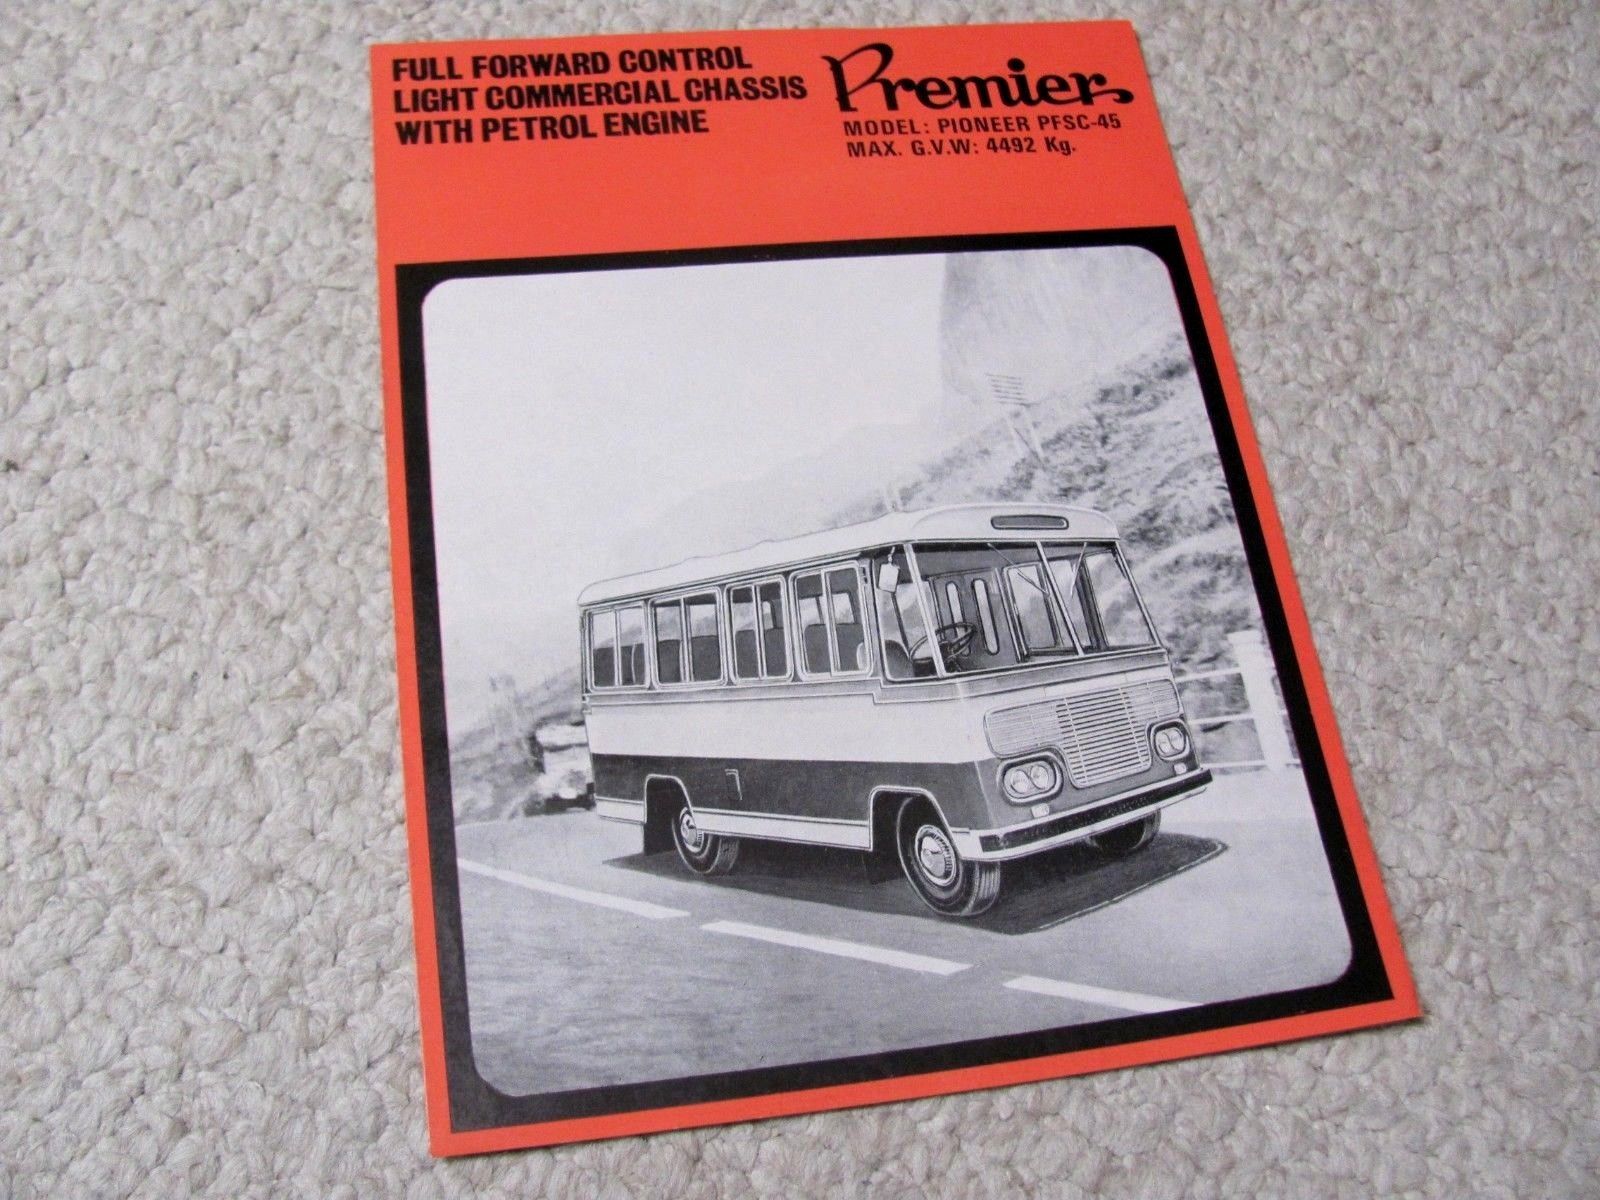 FULL FORWARD CONTROL
LIGHT COMMERCIAL CHASSIS
WITH PETROL ENGINE
Premier
MODEL: PIONEER PFSC-45
MAX. G.V.W: 4492 Kg.